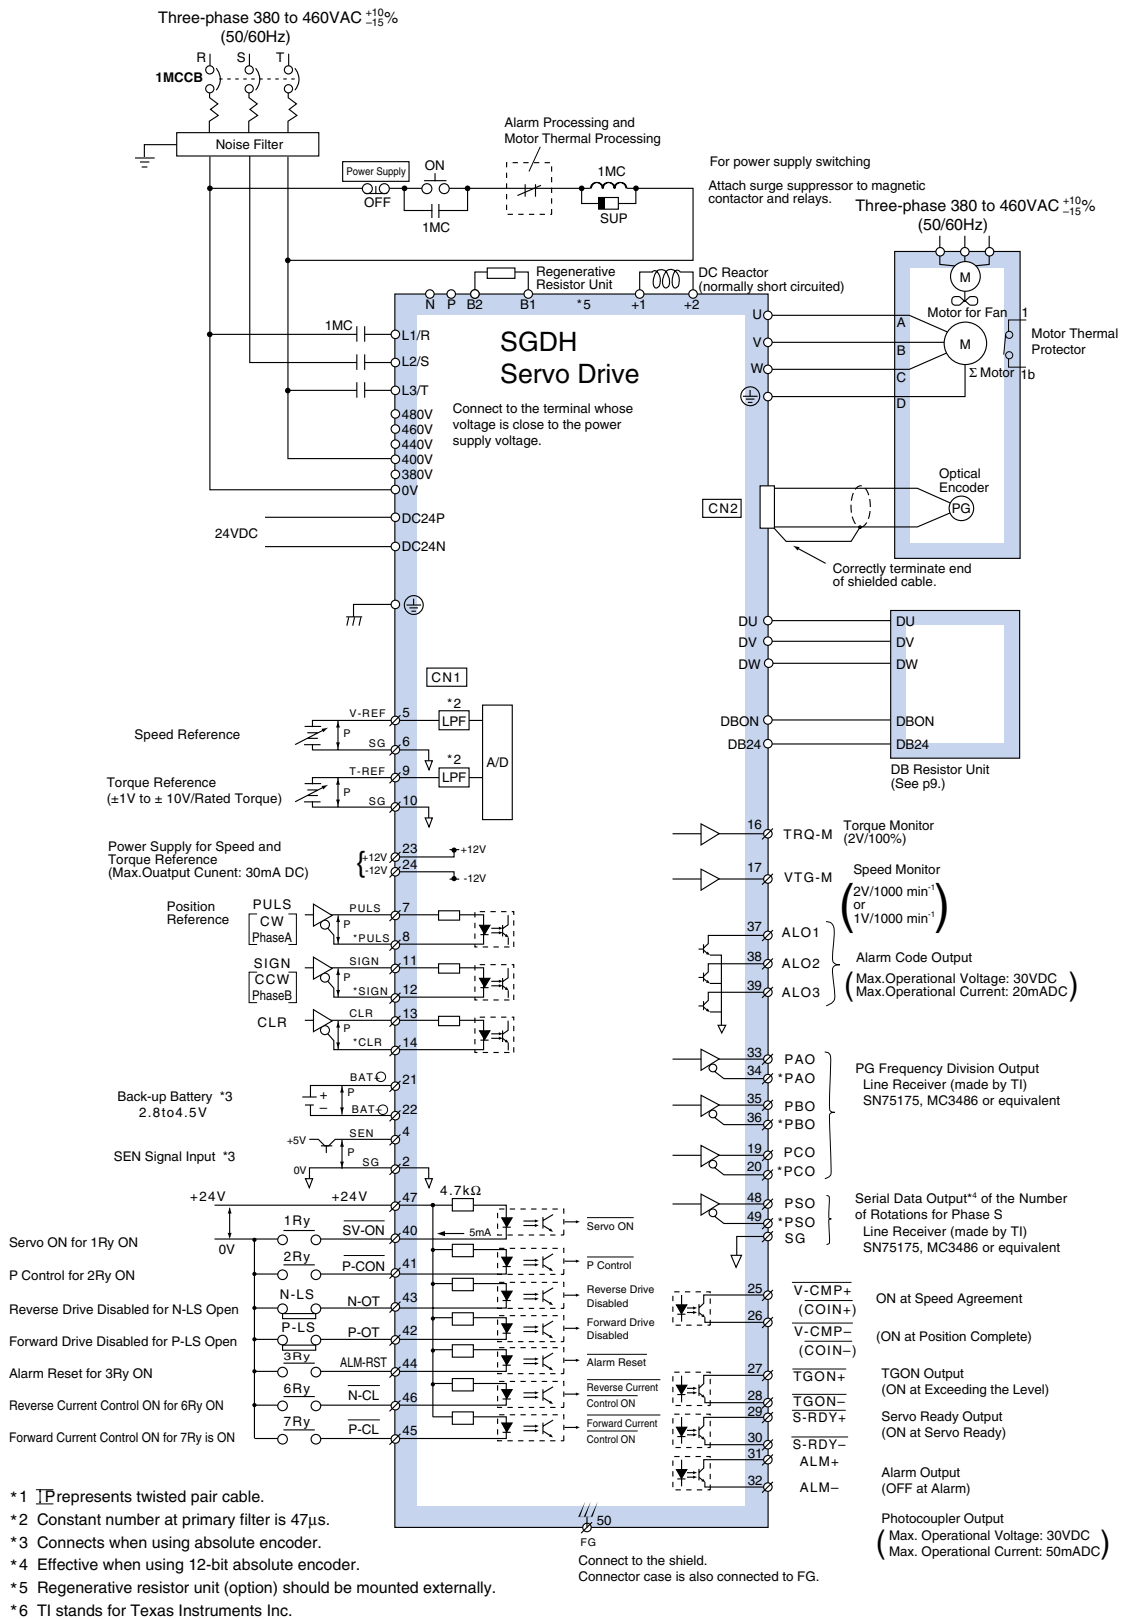 Three-phase 380 to 460VAC +10 −15 %
(50/60Hz)
R S T
1MCCB
Noise Filter
Alarm Processing and
Motor Thermal Processing
Power Supply
ON
OFF
1MC
1MC
SUP
For power supply switching
Attach surge suppressor to magnetic
contactor and relays.
Three-phase 380 to 460VAC +10 −15 %
(50/60Hz)
Regenerative
Resistor Unit
DC Reactor
(normally short circuited)
N P B2 B1 *5 +1 +2
M
Motor for Fan
1
U
A
V
B
M
Motor Thermal
Protector
W
C
Σ Motor
1b
D
1MC
L1/R
L2/S
L3/T
SGDH
Servo Drive
Connect to the terminal whose
voltage is close to the power
supply voltage.
480V
460V
440V
400V
380V
0V
24VDC
DC24P
DC24N
CN2
Optical
Encoder
PG
Correctly terminate end
of shielded cable.
DU DU
DV DV
DW DW
DBON DBON
DB24 DB24
DB Resistor Unit
(See p9.)
CN1
Speed Reference
V-REF 5
P
SG 6
*2
LPF
A/D
Torque Reference
(±1V to ± 10V/Rated Torque)
T-REF 9
P
SG 10
*2
LPF
Power Supply for Speed and
Torque Reference
(Max.Ouatput Cunent: 30mA DC)
+12V 23 +12V
-12V 24 -12V
Position
Reference
PULS
CW
PhaseA
PULS 7
P
*PULS 8
SIGN
CCW
PhaseB
SIGN 11
P
*SIGN 12
CLR
CLR 13
P
*CLR 14
Back-up Battery *3
2.8to4.5V
+ −
BAT+ 21
P
BAT− 22
SEN Signal Input *3
+5V
SEN 4
P
0V
SG 2
+24V +24V 47 4.7kΩ
0V
5mA
Servo ON for 1Ry ON
1Ry SV-ON 40 Servo ON
P Control for 2Ry ON
2Ry P-CON 41 P Control
Reverse Drive Disabled for N-LS Open
N-LS N-OT 43
Reverse Drive
Disabled
Forward Drive Disabled for P-LS Open
P-LS P-OT 42
Forward Drive
Disabled
Alarm Reset for 3Ry ON
3Ry ALM-RST 44 Alarm Reset
Reverse Current Control ON for 6Ry ON
6Ry N-CL 46
Reverse Current
Control ON
Forward Current Control ON for 7Ry is ON
7Ry P-CL 45
Forward Current
Control ON
16 TRQ-M
Torque Monitor
(2V/100%)
17 VTG-M
Speed Monitor
(2V/1000 min-1
or
1V/1000 min-1)
37 ALO1
38 ALO2
39 ALO3
Alarm Code Output
(Max.Operational Voltage: 30VDC
Max.Operational Current: 20mADC)
33 PAO
34 *PAO
35 PBO
36 *PBO
19 PCO
20 *PCO
PG Frequency Division Output
Line Receiver (made by TI)
SN75175, MC3486 or equivalent
48 PSO
49 *PSO
SG
Serial Data Output*4 of the Number
of Rotations for Phase S
Line Receiver (made by TI)
SN75175, MC3486 or equivalent
25 V-CMP+
(COIN+)
26 V-CMP−
(COIN−)
ON at Speed Agreement
(ON at Position Complete)
27 TGON+
28 TGON−
TGON Output
(ON at Exceeding the Level)
29 S-RDY+
30 S-RDY−
Servo Ready Output
(ON at Servo Ready)
31 ALM+
32 ALM−
Alarm Output
(OFF at Alarm)
Photocoupler Output
(Max. Operational Voltage: 30VDC
Max. Operational Current: 50mADC)
50
FG
Connect to the shield.
Connector case is also connected to FG.
*1 P represents twisted pair cable.
*2 Constant number at primary filter is 47μs.
*3 Connects when using absolute encoder.
*4 Effective when using 12-bit absolute encoder.
*5 Regenerative resistor unit (option) should be mounted externally.
*6 TI stands for Texas Instruments Inc.